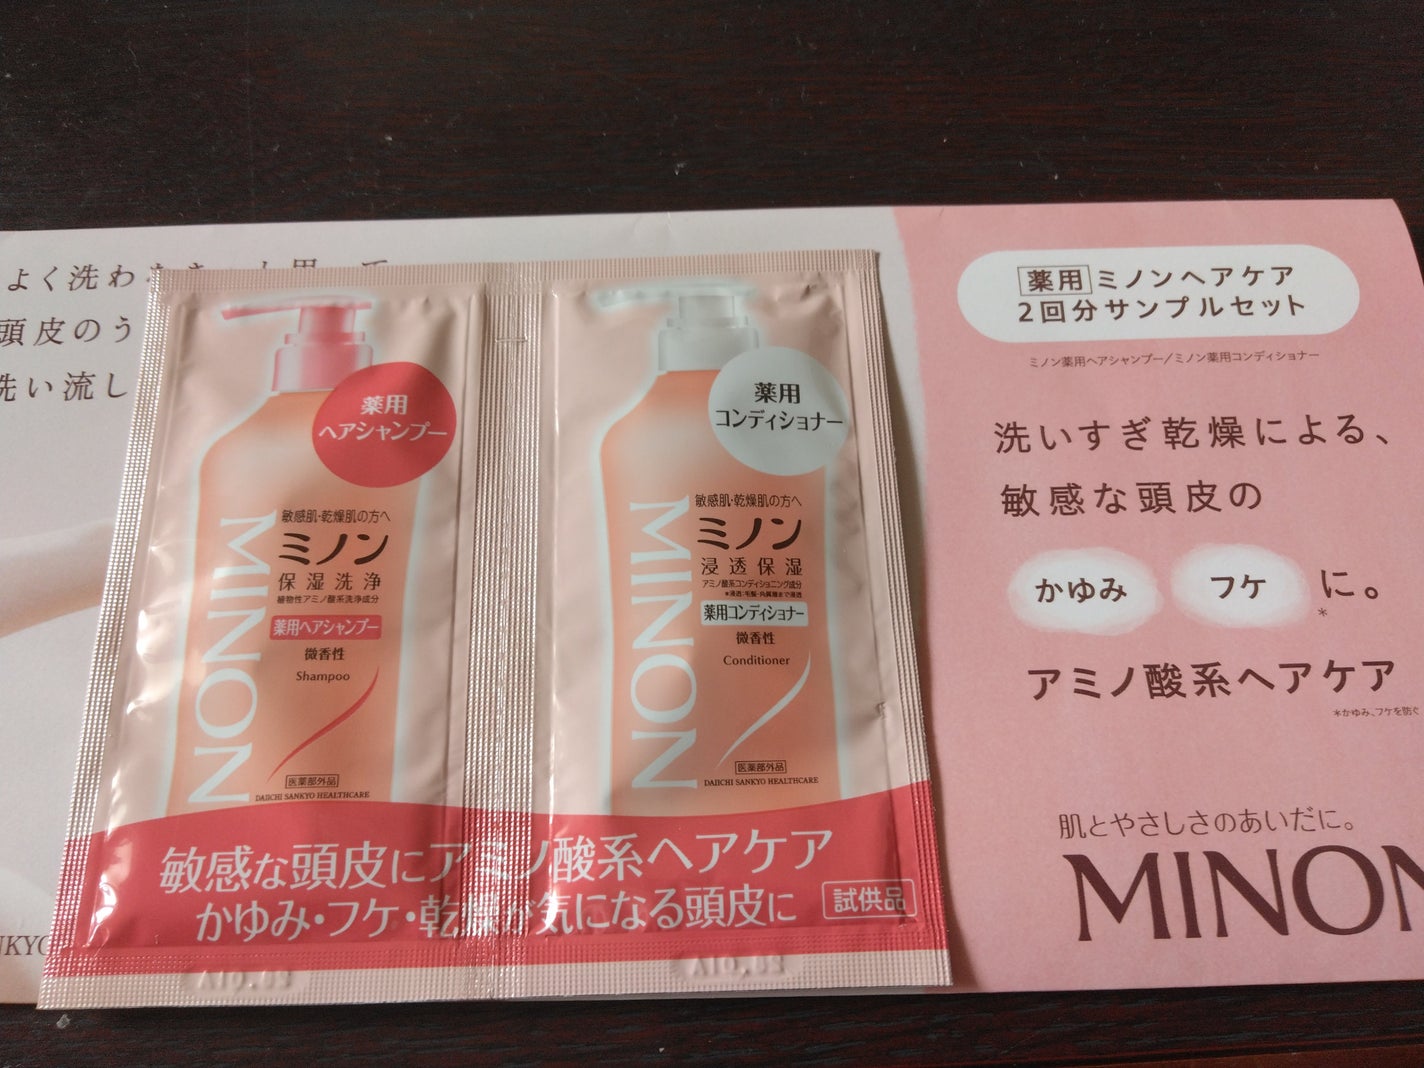 よく洗わ
頭皮のう
洗い流し
薬用
ヘアシャンプー
敏感肌・乾燥肌の方へ
ミノン
保湿洗浄
植物性アミノ酸系洗浄成分
薬用ヘアシャンプー
微香性
Shampoo
MINON
医薬部外品
DAIICHI SANKYO HEALTHCARE
薬用
コンディショナー
敏感肌・乾燥肌の方へ
ミノン
浸透保湿
アミノ酸系コンディショニング成分
*浸透:毛髪・角質層まで浸透
薬用コンディショナー
微香性
Conditioner
MINON
医薬部外品
DAIICHI SANKYO HEALTHCARE
敏感な頭皮にアミノ酸系ヘアケア
かゆみ・フケ・乾燥が気になる頭皮に 試供品
薬用 ミノンヘアケア
2回分サンプルセット
ミノン薬用ヘアシャンプー/ミノン薬用コンディショナー
洗いすぎ乾燥による、
敏感な頭皮の
かゆみ フケ に。*
アミノ酸系ヘアケア
*かゆみ、フケを防ぐ
肌とやさしさのあいだに。
MINON